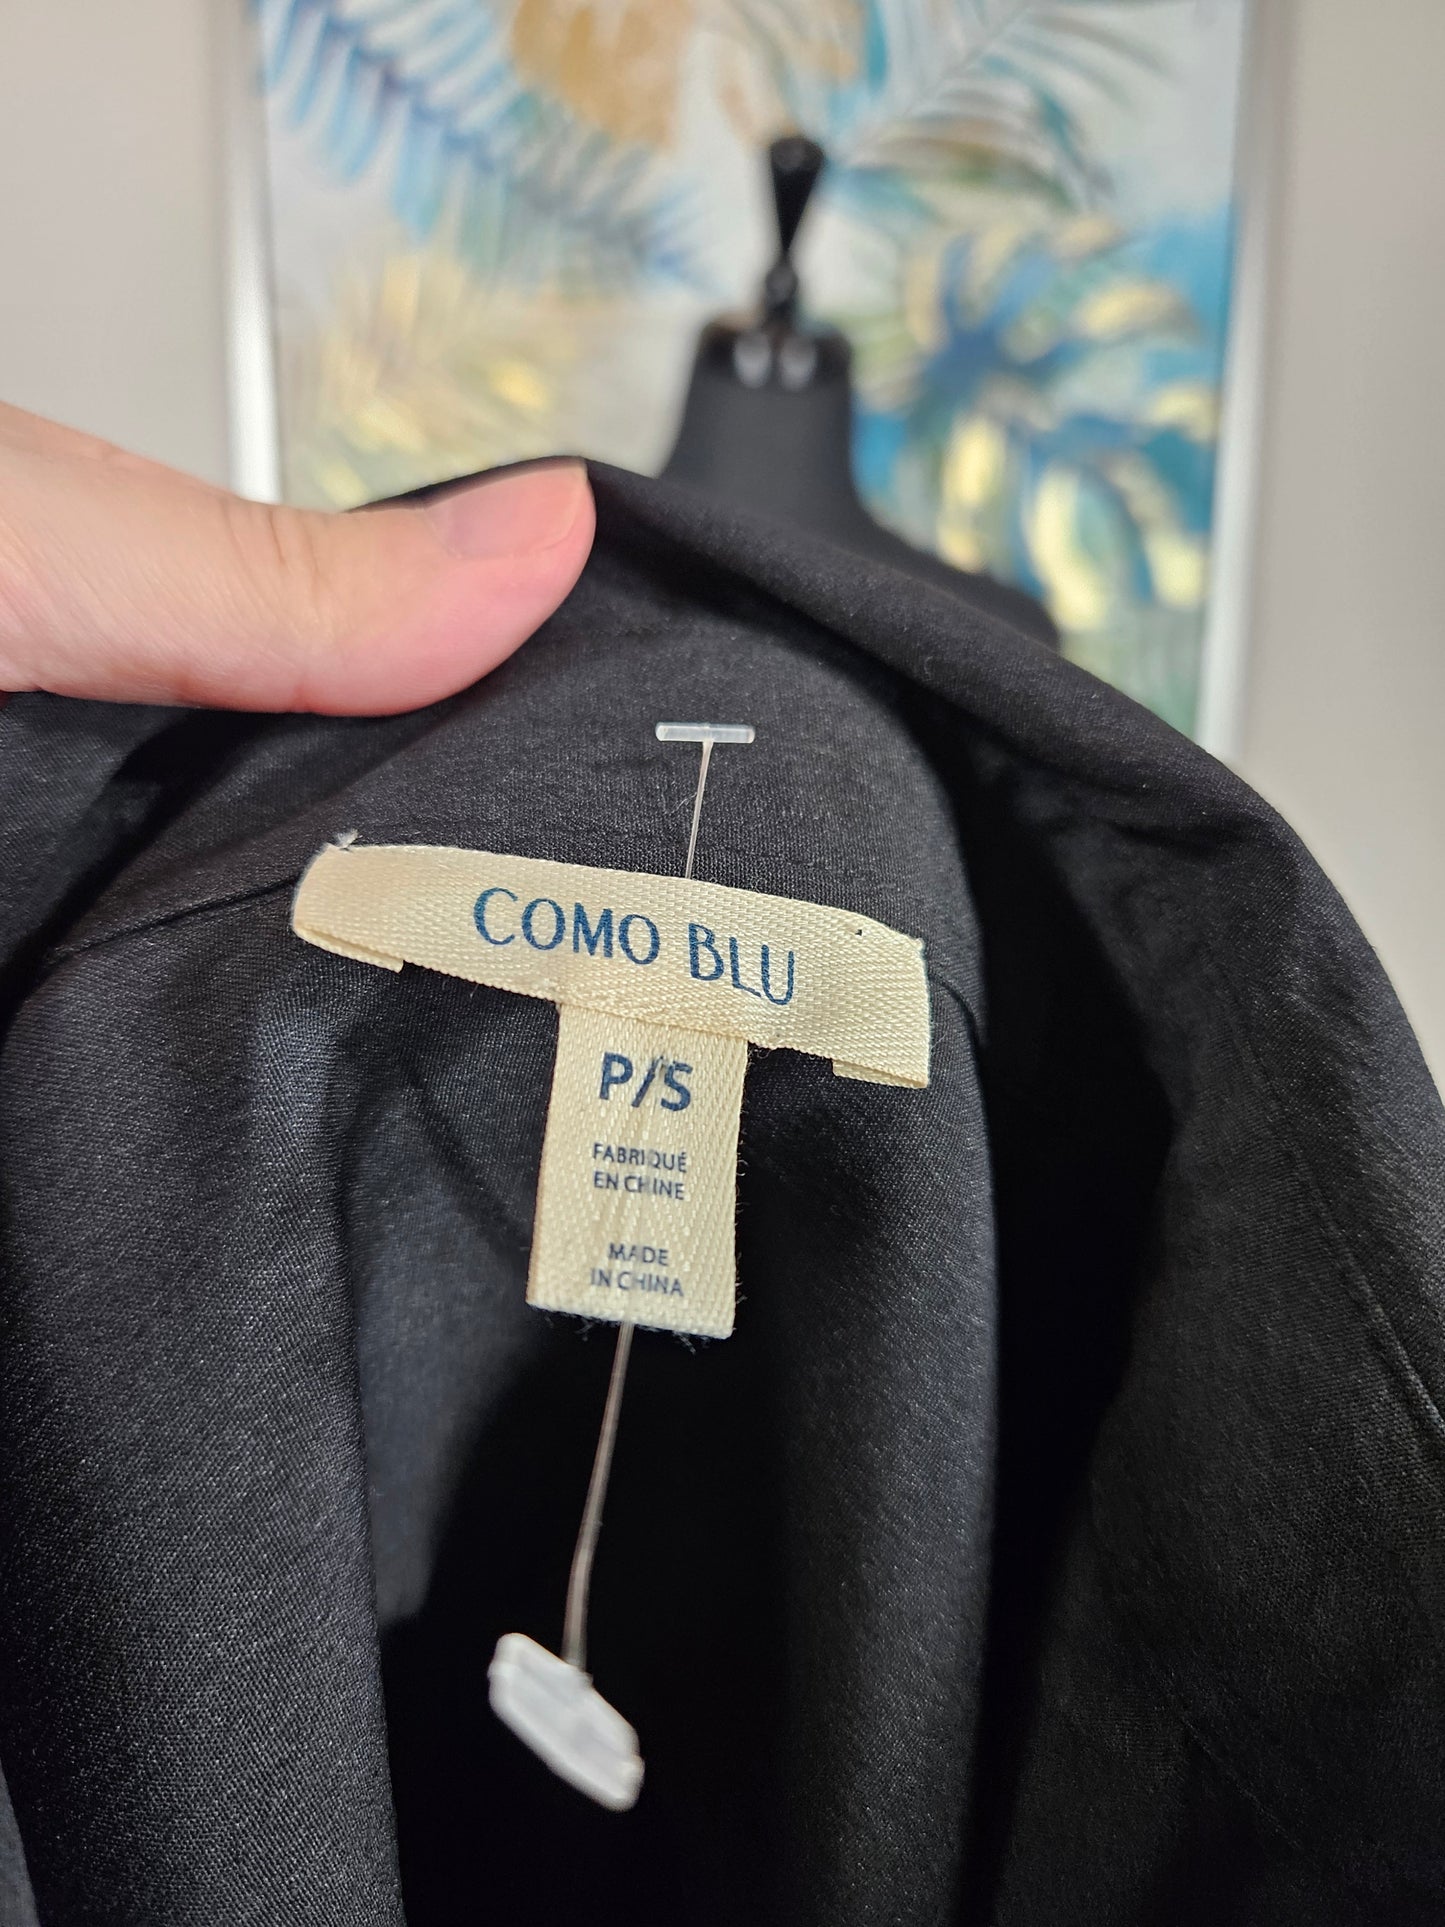 COMO BLU
P/S
FABRIQUÉ
EN CHINE
MADE
IN CHINA